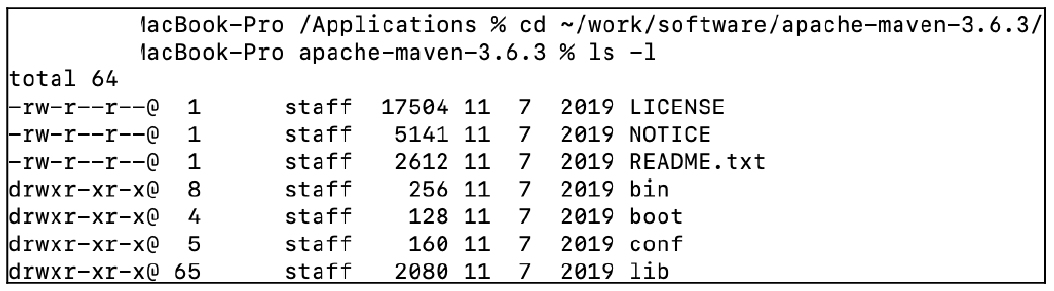 MacBook-Pro /Applications % cd ~/work/software/apache-maven-3.6.3/
MacBook-Pro apache-maven-3.6.3 % ls -l
total 64
-rw-r--r--@  1       staff  17504 11  7  2019 LICENSE
-rw-r--r--@  1       staff   5141 11  7  2019 NOTICE
-rw-r--r--@  1       staff   2612 11  7  2019 README.txt
drwxr-xr-x@  8       staff    256 11  7  2019 bin
drwxr-xr-x@  4       staff    128 11  7  2019 boot
drwxr-xr-x@  5       staff    160 11  7  2019 conf
drwxr-xr-x@ 65       staff   2080 11  7  2019 lib